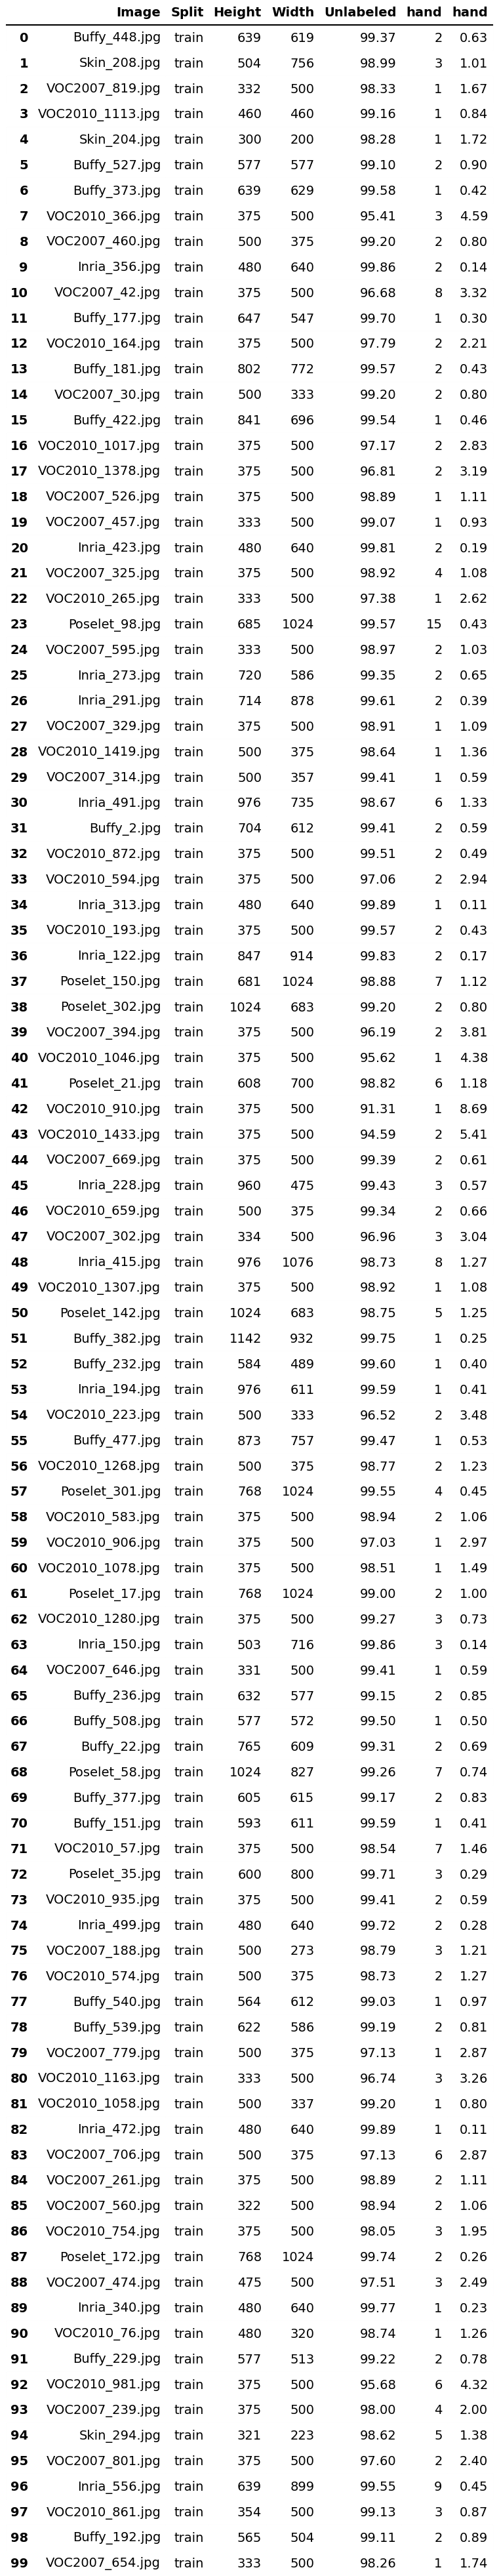 Image Split Height Width Unlabeled hand hand
0 Buffy_448.jpg train 639 619 99.37 2 0.63
1 Skin_208.jpg train 504 756 98.99 3 1.01
2 VOC2007_819.jpg train 332 500 98.33 1 1.67
3 VOC2010_1113.jpg train 460 460 99.16 1 0.84
4 Skin_204.jpg train 300 200 98.28 1 1.72
5 Buffy_527.jpg train 577 577 99.10 2 0.90
6 Buffy_373.jpg train 639 629 99.58 1 0.42
7 VOC2010_366.jpg train 375 500 95.41 3 4.59
8 VOC2007_460.jpg train 500 375 99.20 2 0.80
9 Inria_356.jpg train 480 640 99.86 2 0.14
10 VOC2007_42.jpg train 375 500 96.68 8 3.32
11 Buffy_177.jpg train 647 547 99.70 1 0.30
12 VOC2010_164.jpg train 375 500 97.79 2 2.21
13 Buffy_181.jpg train 802 772 99.57 2 0.43
14 VOC2007_30.jpg train 500 333 99.20 2 0.80
15 Buffy_422.jpg train 841 696 99.54 1 0.46
16 VOC2010_1017.jpg train 375 500 97.17 2 2.83
17 VOC2010_1378.jpg train 375 500 96.81 2 3.19
18 VOC2007_526.jpg train 375 500 98.89 1 1.11
19 VOC2007_457.jpg train 333 500 99.07 1 0.93
20 Inria_423.jpg train 480 640 99.81 2 0.19
21 VOC2007_325.jpg train 375 500 98.92 4 1.08
22 VOC2010_265.jpg train 333 500 97.38 1 2.62
23 Poselet_98.jpg train 685 1024 99.57 15 0.43
24 VOC2007_595.jpg train 333 500 98.97 2 1.03
25 Inria_273.jpg train 720 586 99.35 2 0.65
26 Inria_291.jpg train 714 878 99.61 2 0.39
27 VOC2007_329.jpg train 375 500 98.91 1 1.09
28 VOC2010_1419.jpg train 500 375 98.64 1 1.36
29 VOC2007_314.jpg train 500 357 99.41 1 0.59
30 Inria_491.jpg train 976 735 98.67 6 1.33
31 Buffy_2.jpg train 704 612 99.41 2 0.59
32 VOC2010_872.jpg train 375 500 99.51 2 0.49
33 VOC2010_594.jpg train 375 500 97.06 2 2.94
34 Inria_313.jpg train 480 640 99.89 1 0.11
35 VOC2010_193.jpg train 375 500 99.57 2 0.43
36 Inria_122.jpg train 847 914 99.83 2 0.17
37 Poselet_150.jpg train 681 1024 98.88 7 1.12
38 Poselet_302.jpg train 1024 683 99.20 2 0.80
39 VOC2007_394.jpg train 375 500 96.19 2 3.81
40 VOC2010_1046.jpg train 375 500 95.62 1 4.38
41 Poselet_21.jpg train 608 700 98.82 6 1.18
42 VOC2010_910.jpg train 375 500 91.31 1 8.69
43 VOC2010_1433.jpg train 375 500 94.59 2 5.41
44 VOC2007_669.jpg train 375 500 99.39 2 0.61
45 Inria_228.jpg train 960 475 99.43 3 0.57
46 VOC2010_659.jpg train 500 375 99.34 2 0.66
47 VOC2007_302.jpg train 334 500 96.96 3 3.04
48 Inria_415.jpg train 976 1076 98.73 8 1.27
49 VOC2010_1307.jpg train 375 500 98.92 1 1.08
50 Poselet_142.jpg train 1024 683 98.75 5 1.25
51 Buffy_382.jpg train 1142 932 99.75 1 0.25
52 Buffy_232.jpg train 584 489 99.60 1 0.40
53 Inria_194.jpg train 976 611 99.59 1 0.41
54 VOC2010_223.jpg train 500 333 96.52 2 3.48
55 Buffy_477.jpg train 873 757 99.47 1 0.53
56 VOC2010_1268.jpg train 500 375 98.77 2 1.23
57 Poselet_301.jpg train 768 1024 99.55 4 0.45
58 VOC2010_583.jpg train 375 500 98.94 2 1.06
59 VOC2010_906.jpg train 375 500 97.03 1 2.97
60 VOC2010_1078.jpg train 375 500 98.51 1 1.49
61 Poselet_17.jpg train 768 1024 99.00 2 1.00
62 VOC2010_1280.jpg train 375 500 99.27 3 0.73
63 Inria_150.jpg train 503 716 99.86 3 0.14
64 VOC2007_646.jpg train 331 500 99.41 1 0.59
65 Buffy_236.jpg train 632 577 99.15 2 0.85
66 Buffy_508.jpg train 577 572 99.50 1 0.50
67 Buffy_22.jpg train 765 609 99.31 2 0.69
68 Poselet_58.jpg train 1024 827 99.26 7 0.74
69 Buffy_377.jpg train 605 615 99.17 2 0.83
70 Buffy_151.jpg train 593 611 99.59 1 0.41
71 VOC2010_57.jpg train 375 500 98.54 7 1.46
72 Poselet_35.jpg train 600 800 99.71 3 0.29
73 VOC2010_935.jpg train 375 500 99.41 2 0.59
74 Inria_499.jpg train 480 640 99.72 2 0.28
75 VOC2007_188.jpg train 500 273 98.79 3 1.21
76 VOC2010_574.jpg train 500 375 98.73 2 1.27
77 Buffy_540.jpg train 564 612 99.03 1 0.97
78 Buffy_539.jpg train 622 586 99.19 2 0.81
79 VOC2007_779.jpg train 500 375 97.13 1 2.87
80 VOC2010_1163.jpg train 333 500 96.74 3 3.26
81 VOC2010_1058.jpg train 500 337 99.20 1 0.80
82 Inria_472.jpg train 480 640 99.89 1 0.11
83 VOC2007_706.jpg train 500 375 97.13 6 2.87
84 VOC2007_261.jpg train 375 500 98.89 2 1.11
85 VOC2007_560.jpg train 322 500 98.94 2 1.06
86 VOC2010_754.jpg train 375 500 98.05 3 1.95
87 Poselet_172.jpg train 768 1024 99.74 2 0.26
88 VOC2007_474.jpg train 475 500 97.51 3 2.49
89 Inria_340.jpg train 480 640 99.77 1 0.23
90 VOC2010_76.jpg train 480 320 98.74 1 1.26
91 Buffy_229.jpg train 577 513 99.22 2 0.78
92 VOC2010_981.jpg train 375 500 95.68 6 4.32
93 VOC2007_239.jpg train 375 500 98.00 4 2.00
94 Skin_294.jpg train 321 223 98.62 5 1.38
95 VOC2007_801.jpg train 375 500 97.60 2 2.40
96 Inria_556.jpg train 639 899 99.55 9 0.45
97 VOC2010_861.jpg train 354 500 99.13 3 0.87
98 Buffy_192.jpg train 565 504 99.11 2 0.89
99 VOC2007_654.jpg train 333 500 98.26 1 1.74